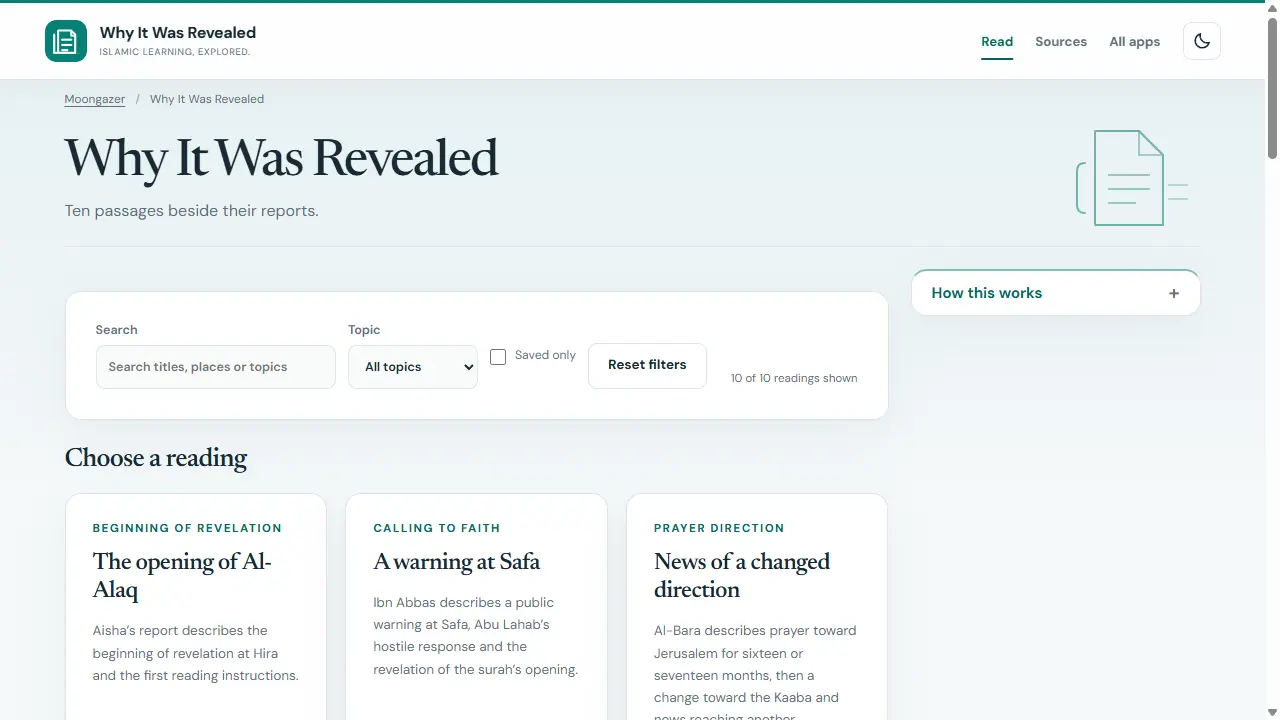 Why It Was Revealed
ISLAMIC LEARNING, EXPLORED.
Read
Sources
All apps
Moongazer / Why It Was Revealed
Why It Was Revealed
Ten passages beside their reports.
How this works +
Search
Topic
Search titles, places or topics
All topics
Saved only
Reset filters
10 of 10 readings shown
Choose a reading
BEGINNING OF REVELATION
The opening of Al-
Alaq
Aisha’s report describes the
beginning of revelation at Hira
and the first reading instructions.
CALLING TO FAITH
A warning at Safa
Ibn Abbas describes a public
warning at Safa, Abu Lahab’s
hostile response and the
revelation of the surah’s opening.
PRAYER DIRECTION
News of a changed
direction
Al-Bara describes prayer toward
Jerusalem for sixteen or
seventeen months, then a
change toward the Kaaba and
news reaching another